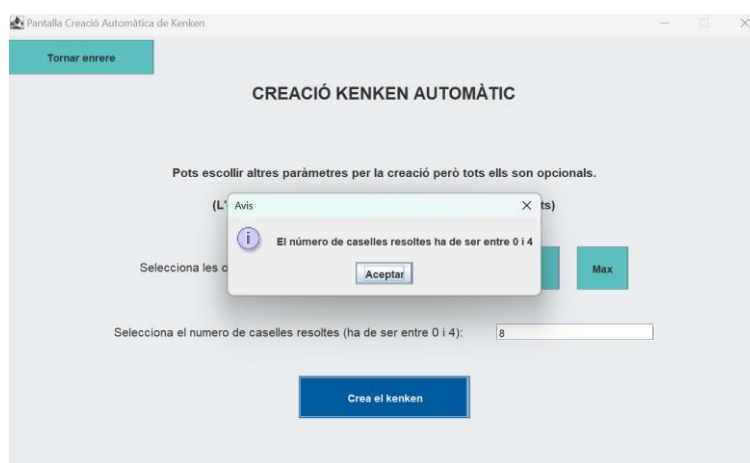 Pantalla Creació Automàtica de Kenken
Tornar enrere
CREACIÓ KENKEN AUTOMÀTIC
Pots escollir altres paràmetres per la creació però tots ells son opcionals.
(L' ts)
Avis
El número de caselles resoltes ha de ser entre 0 i 4
Aceptar
Selecciona les o
Max
Selecciona el numero de caselles resoltes (ha de ser entre 0 i 4):
8
Crea el kenken